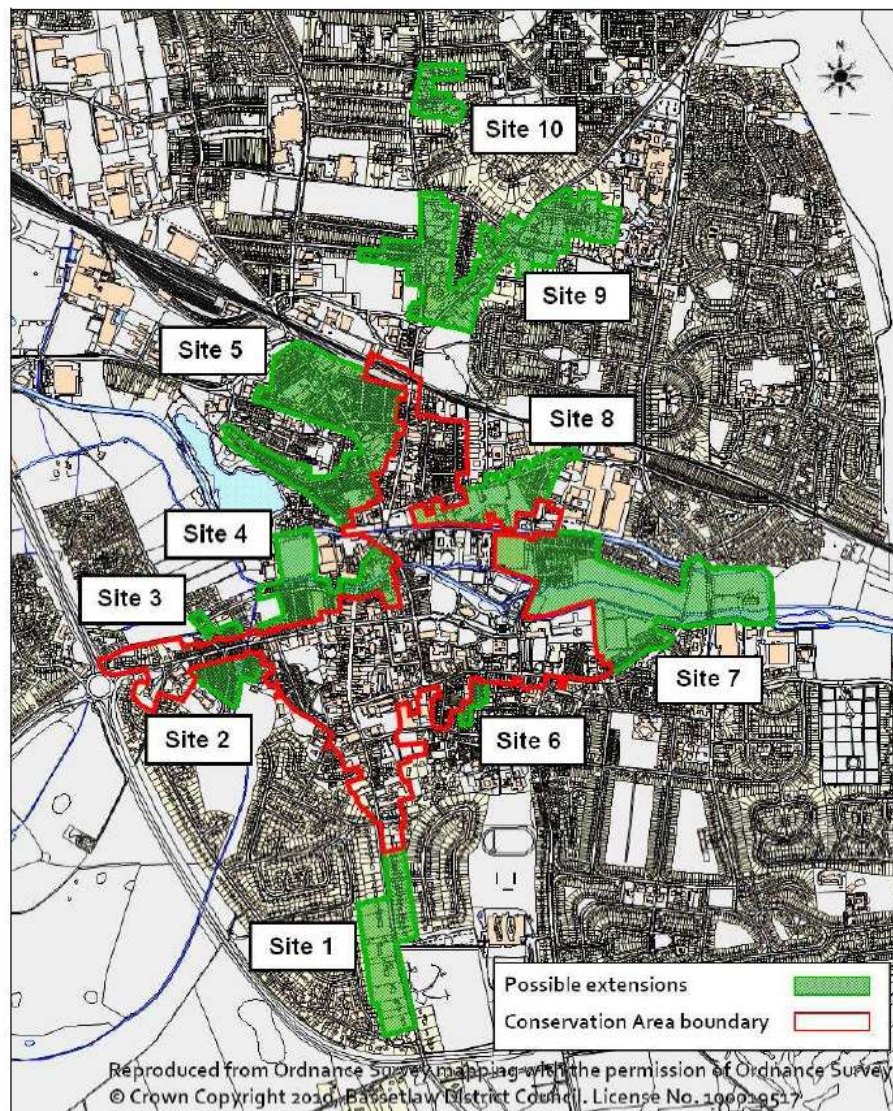 N
Site 10
Site 9
Site 5
Site 8
Site 4
Site 3
Site 7
Site 2
Site 6
Site 1
Possible extensions
Conservation Area boundary
Reproduced from Ordnance Survey mapping with the permission of Ordnance Survey
© Crown Copyright 2010, Bassetlaw District Council. License No. 100019517